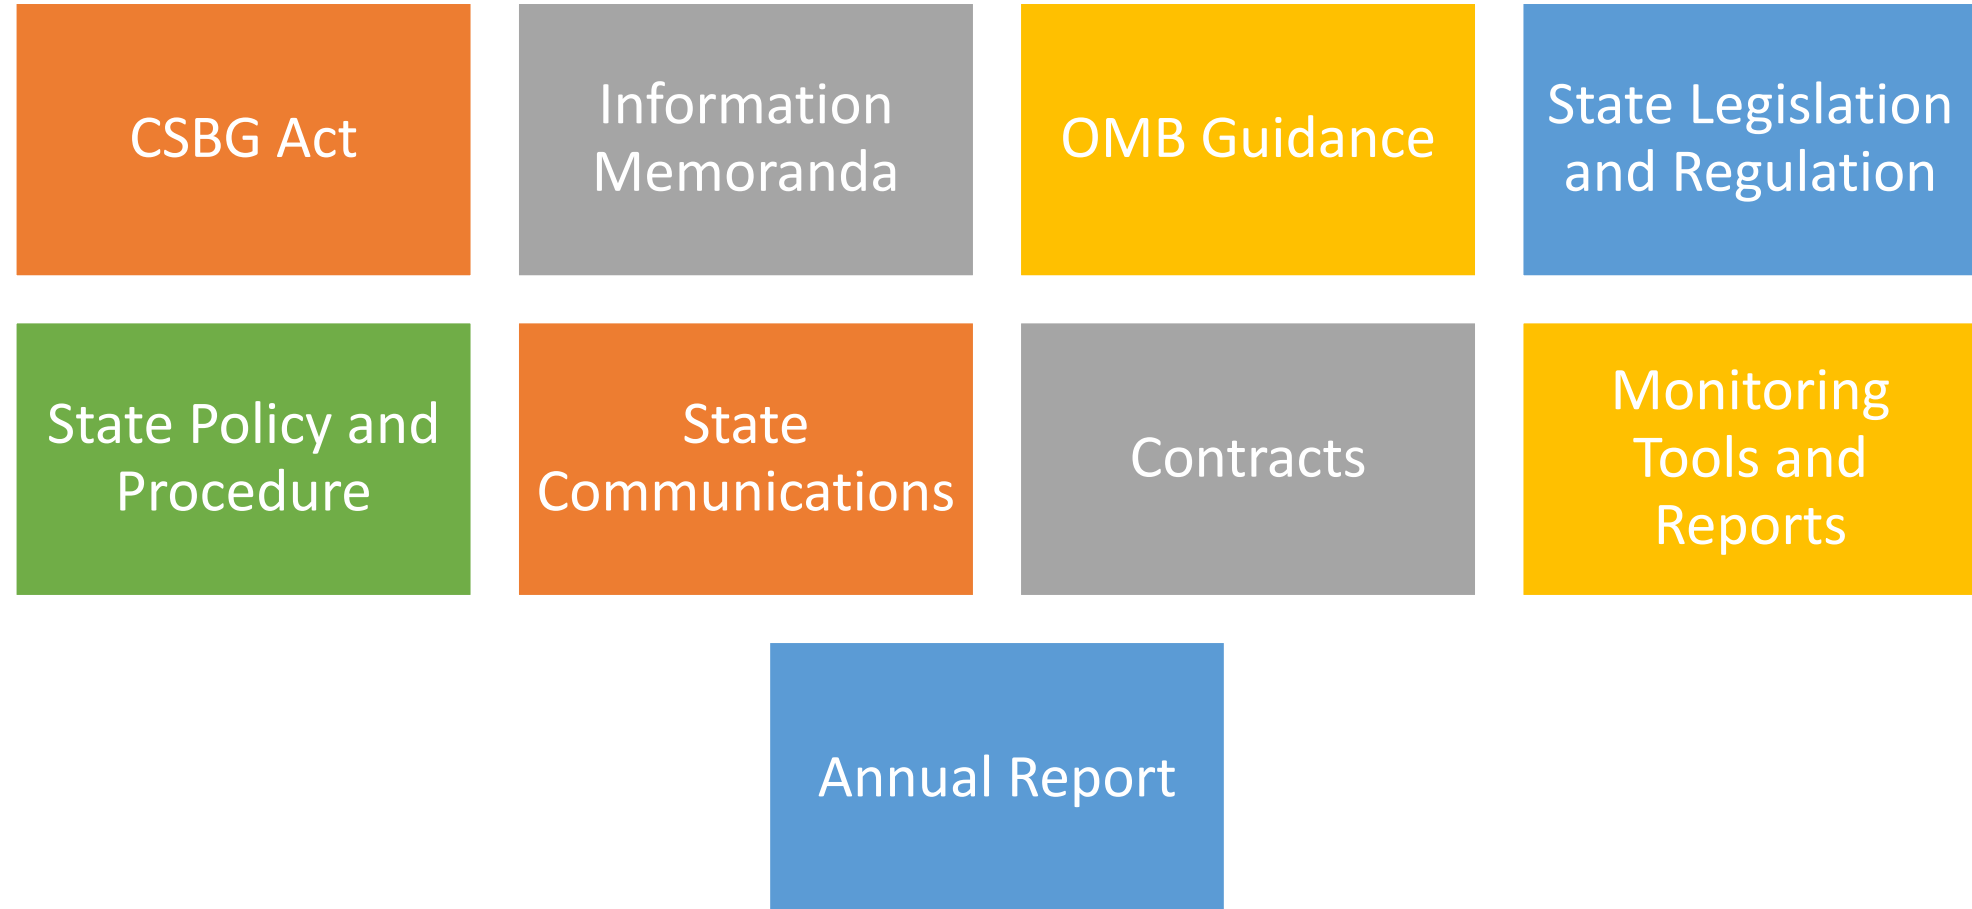 CSBG Act
Information
Memoranda
OMB Guidance
State Legislation
and Regulation
State Policy and
Procedure
State
Communications
Contracts
Monitoring
Tools and
Reports
Annual Report